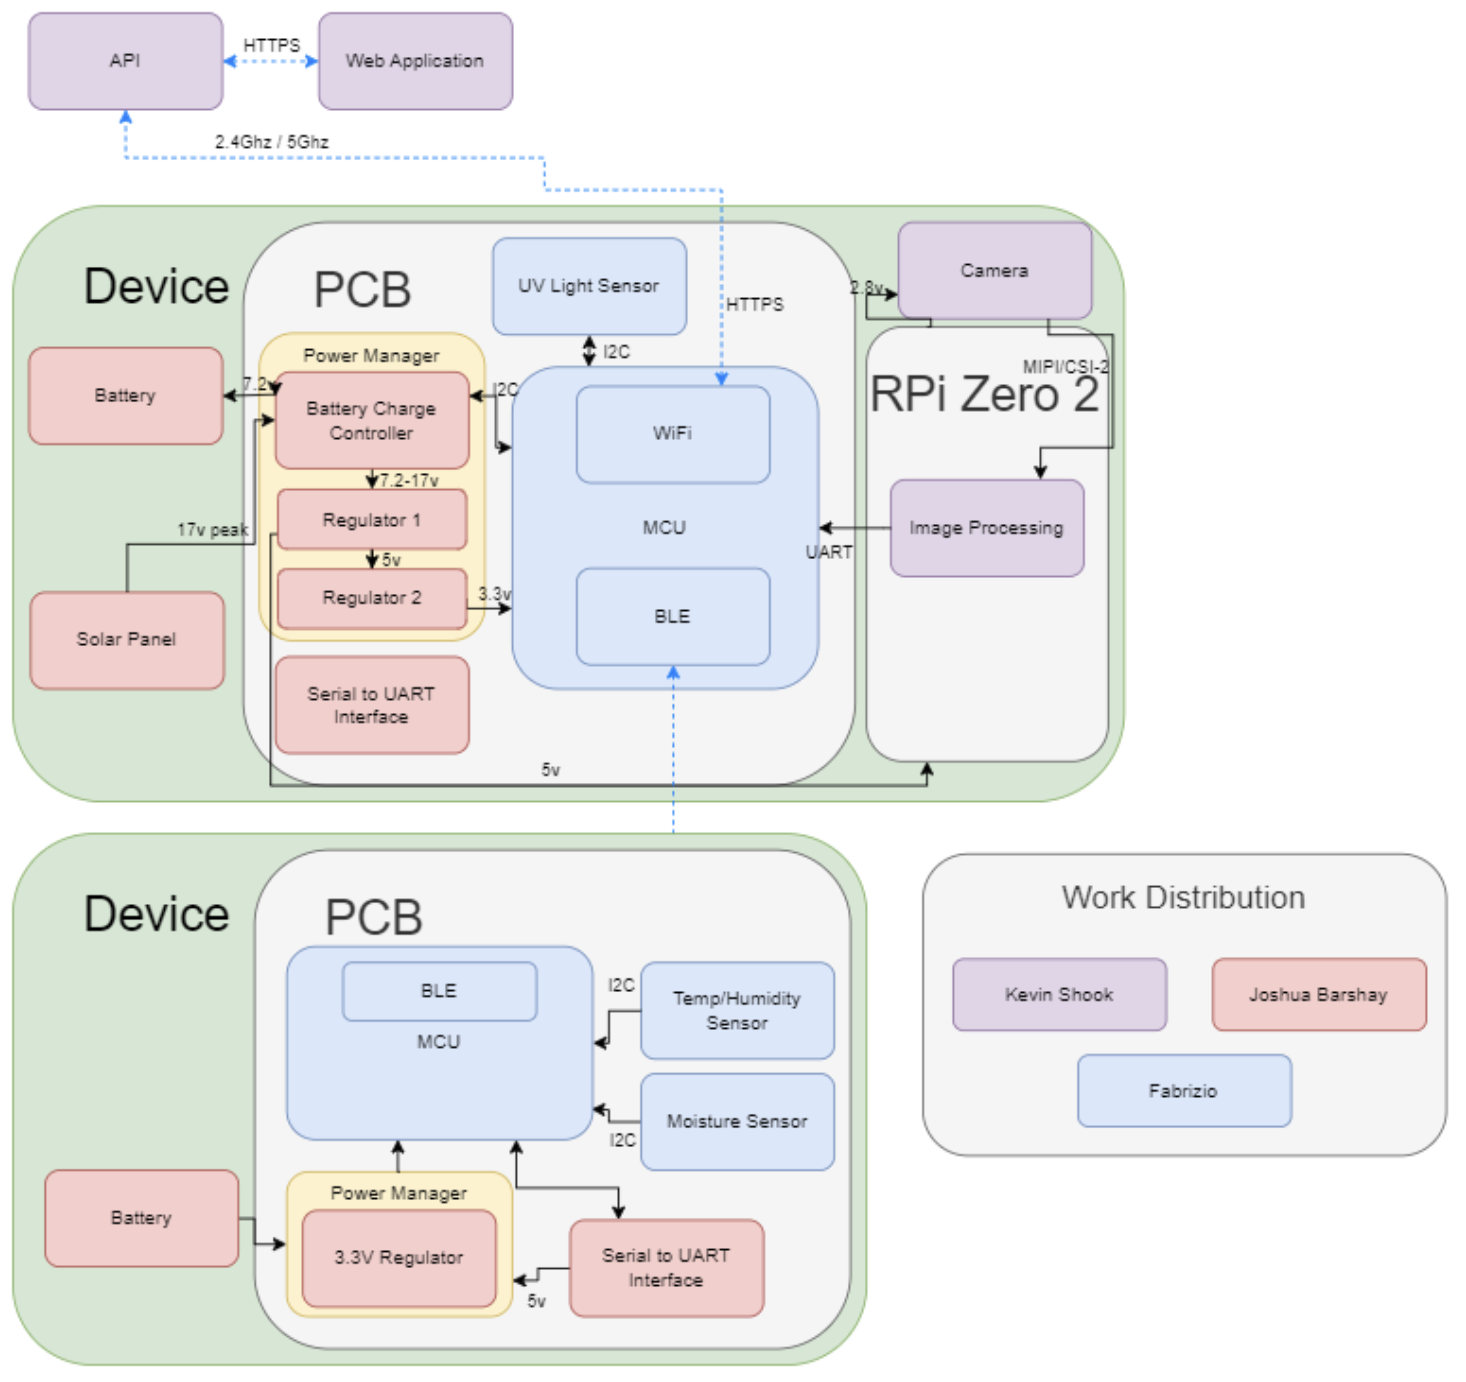 API
HTTPS
Web Application
2.4Ghz / 5Ghz
Device
PCB
UV Light Sensor
HTTPS
I2C
Camera
2.8v
MIPI/CSI-2
RPi Zero 2
Power Manager
Battery
7.2v
Battery Charge
Controller
I2C
WiFi
7.2-17v
Regulator 1
17v peak
5v
MCU
UART
Image Processing
Regulator 2
3.3v
BLE
Solar Panel
Serial to UART
Interface
5v
Device
PCB
BLE
MCU
I2C
Temp/Humidity
Sensor
Moisture Sensor
I2C
Battery
Power Manager
3.3V Regulator
Serial to UART
Interface
5v
Work Distribution
Kevin Shook
Joshua Barshay
Fabrizio